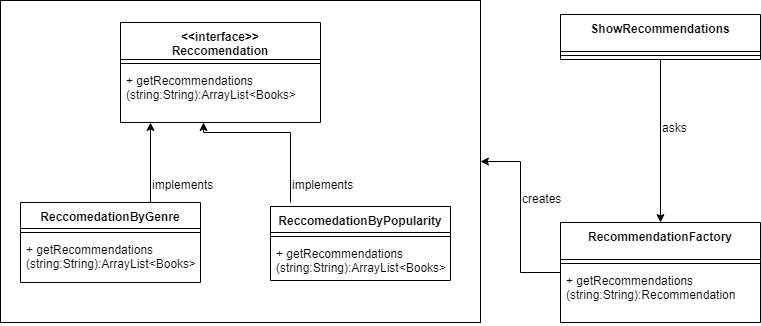 <<interface>>
Reccomendation
+ getRecommendations
(string:String):ArrayList<Books>
implements
implements
ReccomedationByGenre
+ getRecommendations
(string:String):ArrayList<Books>
ReccomedationByPopularity
+ getRecommendations
(string:String):ArrayList<Books>
ShowRecommendations
asks
creates
RecommendationFactory
+ getRecommendations
(string:String):Recommendation